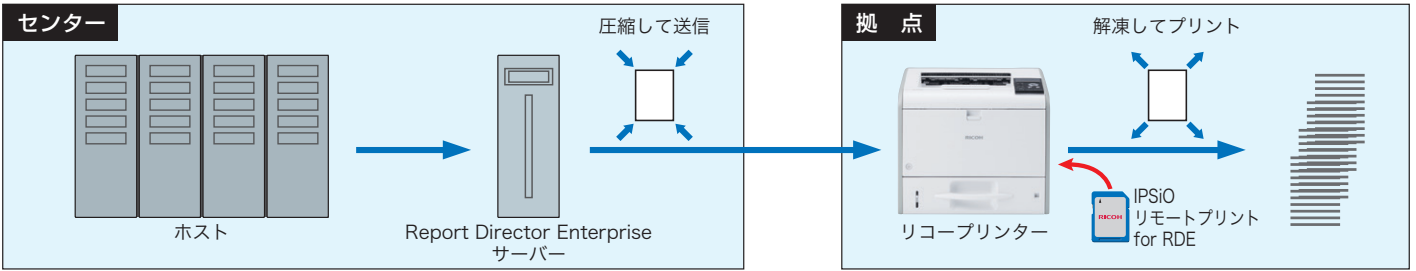 センター
圧縮して送信
ホスト
Report Director Enterprise
サーバー
拠　点
解凍してプリント
RICOH
リコープリンター
RICOH
IPSiO
リモートプリント
for RDE